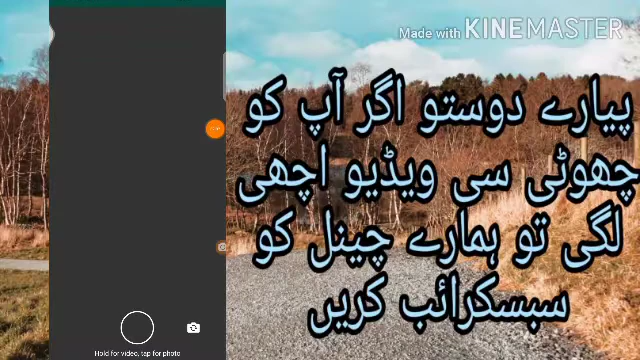 Made with KINEMASTER
پیارے دوستو اگر آپ کو
چھوٹی سی ویڈیو اچھی
لگی تو ہمارے چینل کو
سبسکرائب کریں
Hold for video, tap for photo